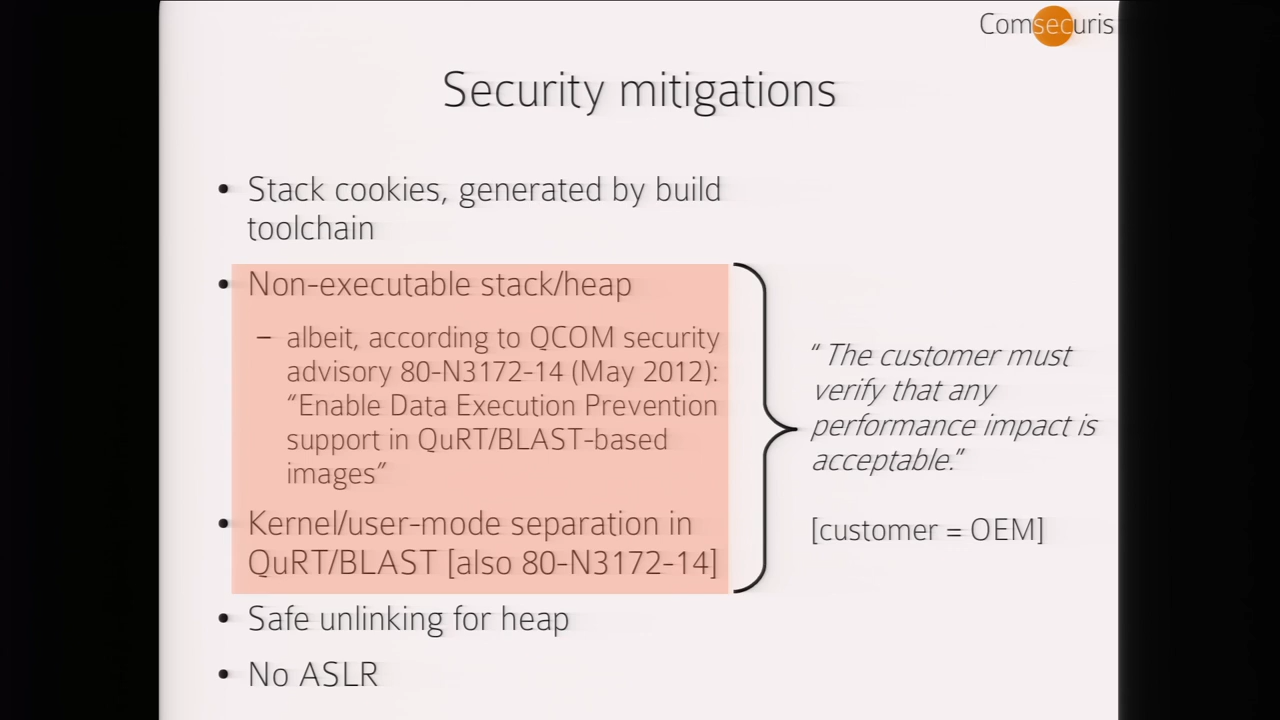 Comsecuris
Security mitigations
• Stack cookies, generated by build
toolchain
• Non-executable stack/heap
– albeit, according to QCOM security
advisory 80-N3172-14 (May 2012):
“Enable Data Execution Prevention
support in QuRT/BLAST-based
images”
• Kernel/user-mode separation in
QuRT/BLAST [also 80-N3172-14]
• Safe unlinking for heap
• No ASLR
“ The customer must
verify that any
performance impact is
acceptable.”
[customer = OEM]